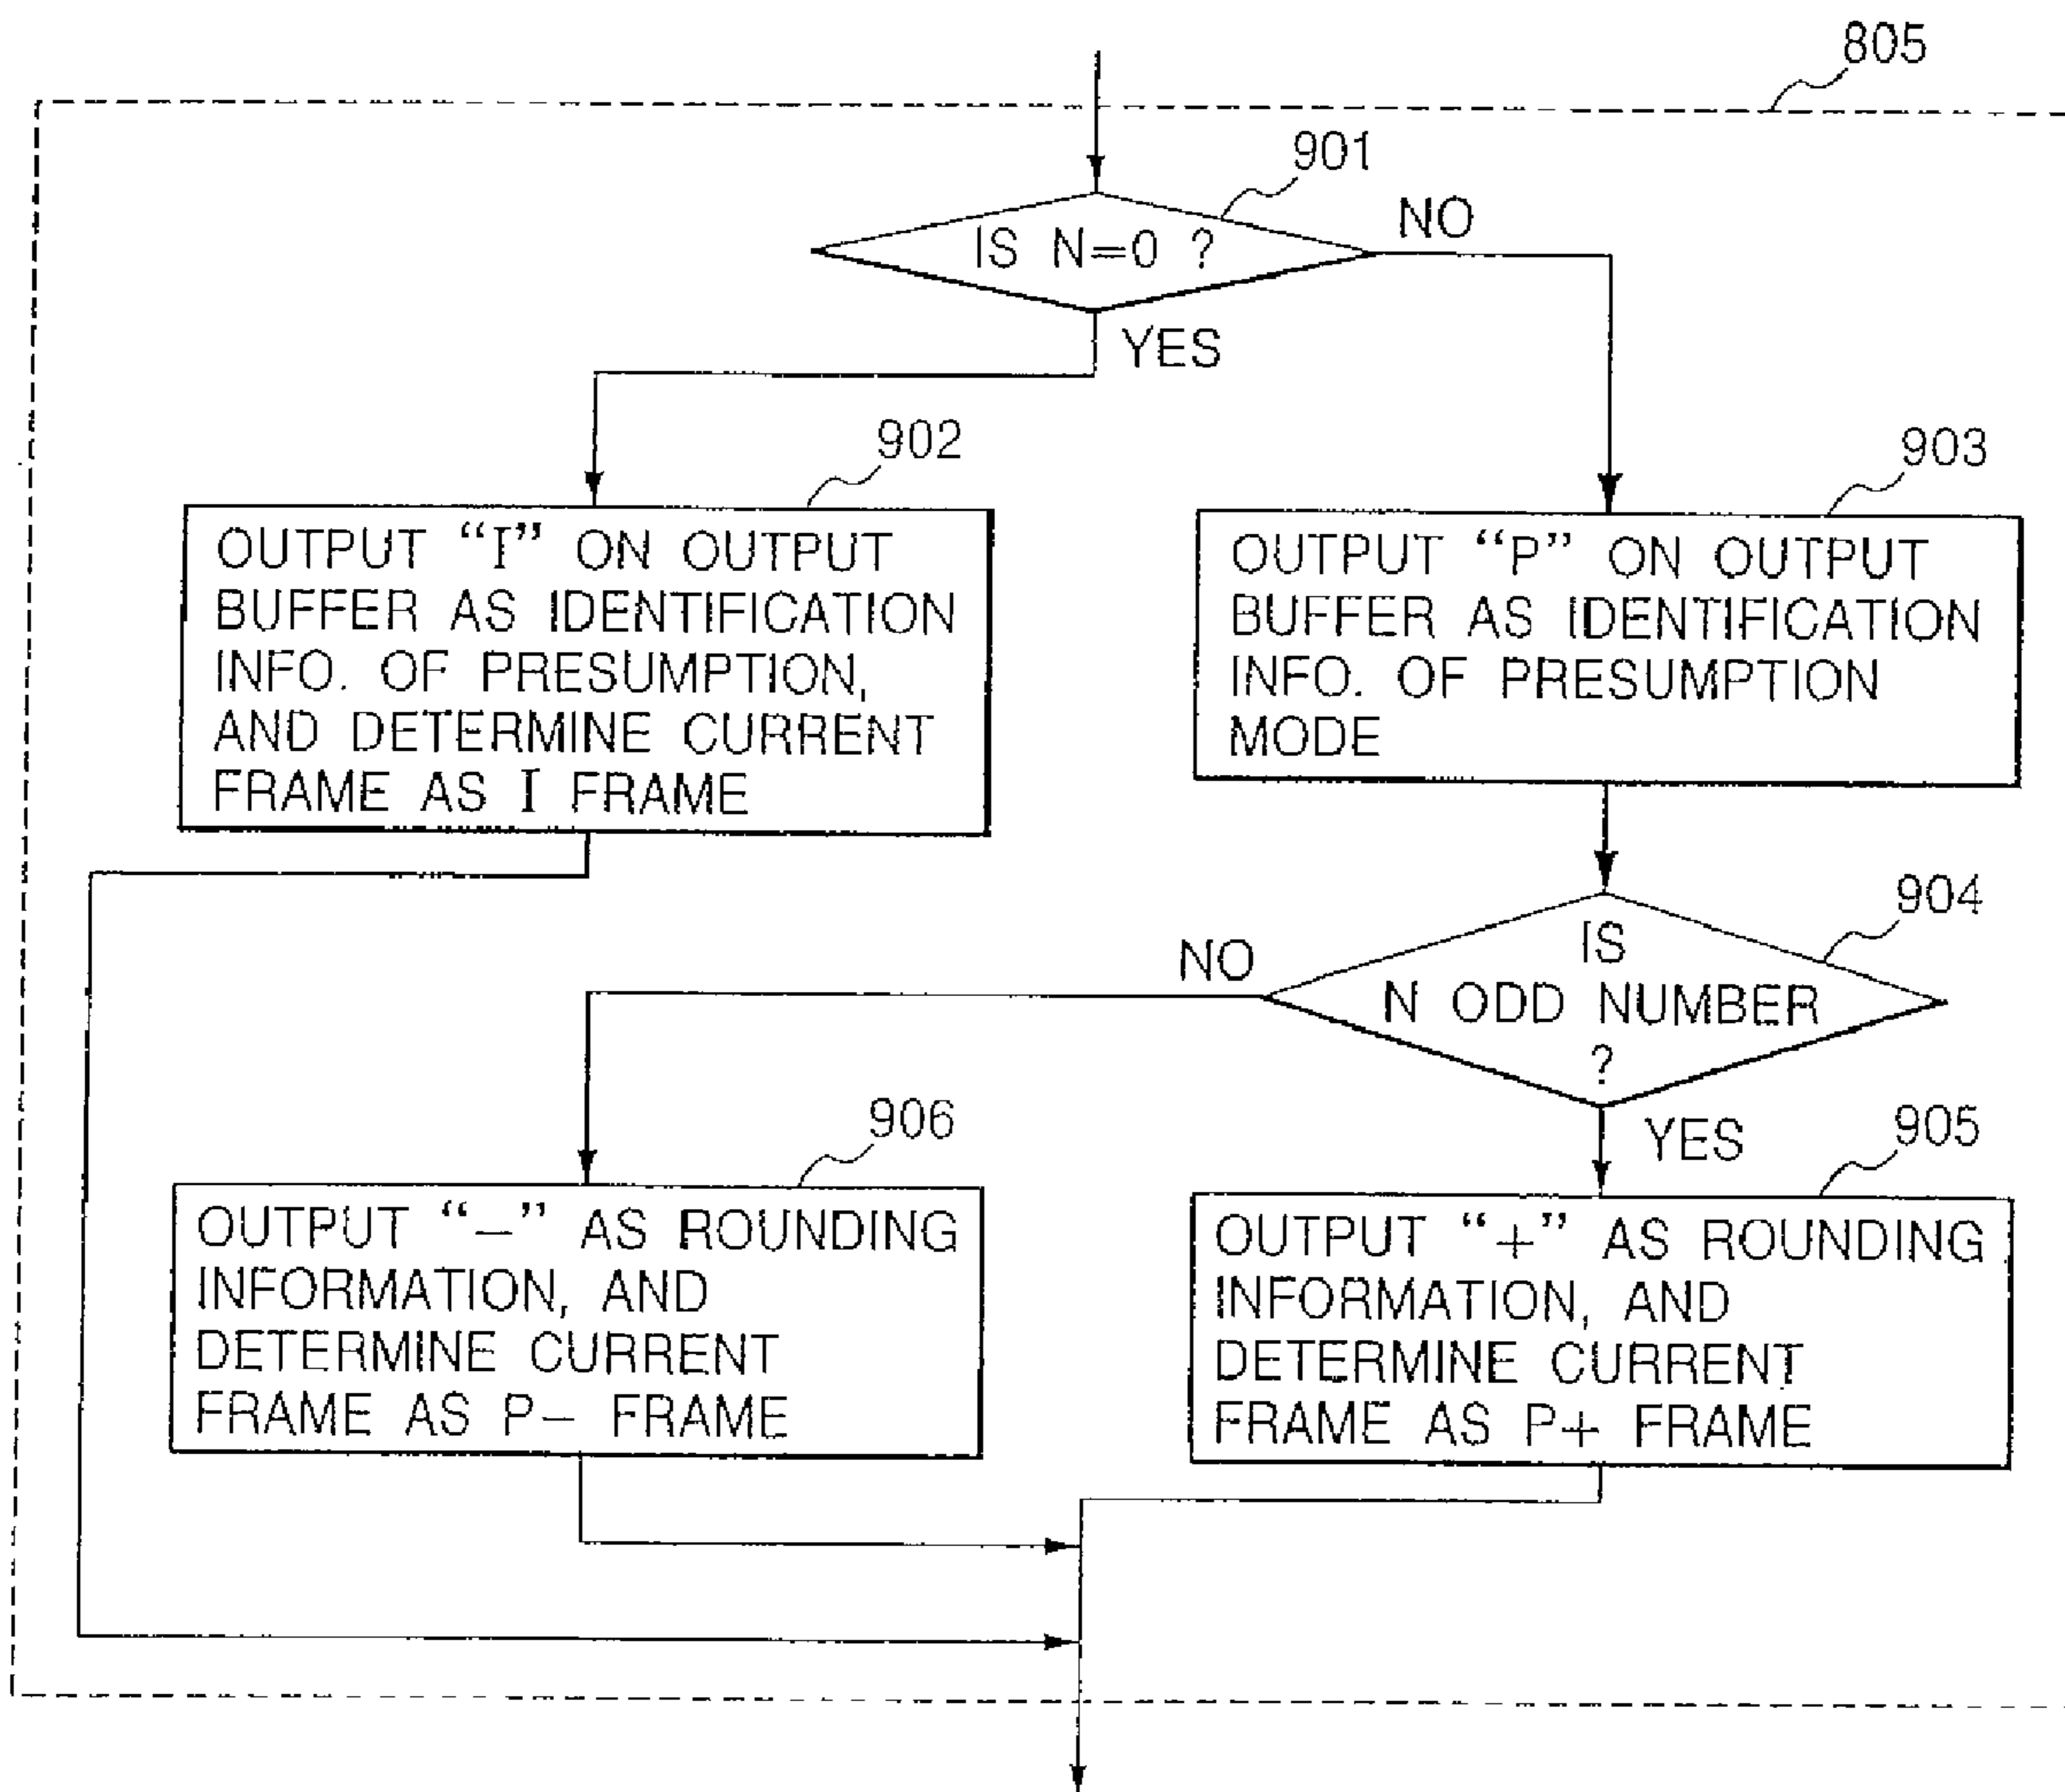 805
901
IS N=0 ?
NO
YES
902
OUTPUT “I” ON OUTPUT
BUFFER AS IDENTIFICATION
INFO. OF PRESUMPTION,
AND DETERMINE CURRENT
FRAME AS I FRAME
903
OUTPUT “P” ON OUTPUT
BUFFER AS IDENTIFICATION
INFO. OF PRESUMPTION
MODE
904
IS
N ODD NUMBER
?
NO
YES
906
OUTPUT “−” AS ROUNDING
INFORMATION, AND
DETERMINE CURRENT
FRAME AS P− FRAME
905
OUTPUT “+” AS ROUNDING
INFORMATION, AND
DETERMINE CURRENT
FRAME AS P+ FRAME